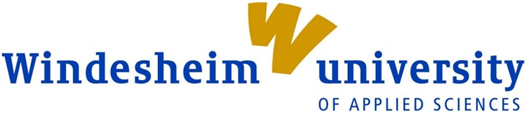 Windesheim W university
OF APPLIED SCIENCES